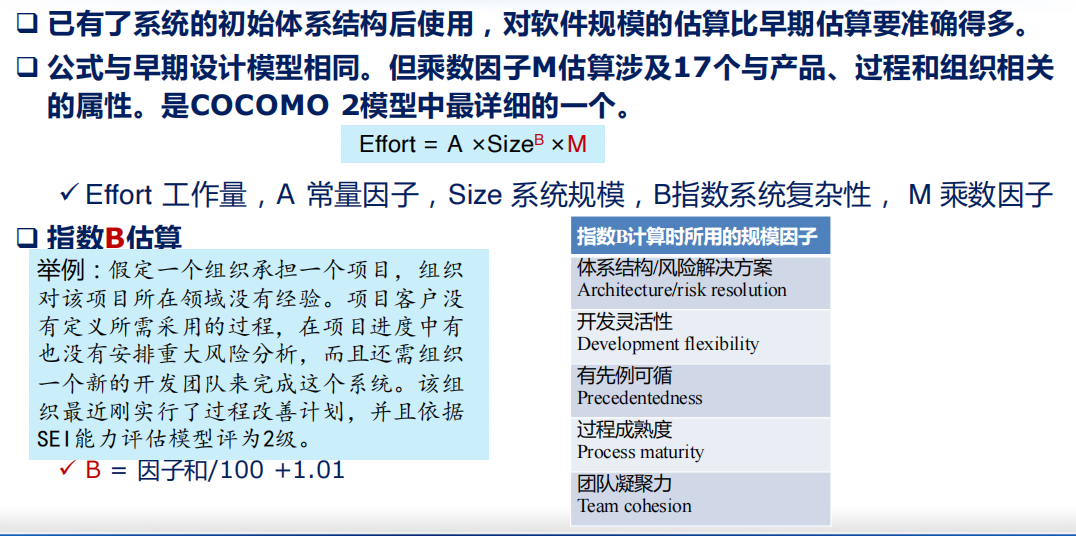 ❑ 已有了系统的初始体系结构后使用，对软件规模的估算比早期估算要准确得多。
❑ 公式与早期设计模型相同。但乘数因子M估算涉及17个与产品、过程和组织相关
的属性。是COCOMO 2模型中最详细的一个。
Effort = A ×Size^B ×M
✓ Effort 工作量，A 常量因子，Size 系统规模，B指数系统复杂性， M 乘数因子
❑ 指数B估算
举例：假定一个组织承担一个项目，组织
对该项目所在领域没有经验。项目客户没
有定义所需采用的过程，在项目进度中有
也没有安排重大风险分析，而且还需组织
一个新的开发团队来完成这个系统。该组
织最近刚实行了过程改善计划，并且依据
SEI能力评估模型评为2级。
✓ B = 因子和/100 +1.01
指数B计算时所用的规模因子
体系结构/风险解决方案
Architecture/risk resolution
开发灵活性
Development flexibility
有先例可循
Precedentedness
过程成熟度
Process maturity
团队凝聚力
Team cohesion